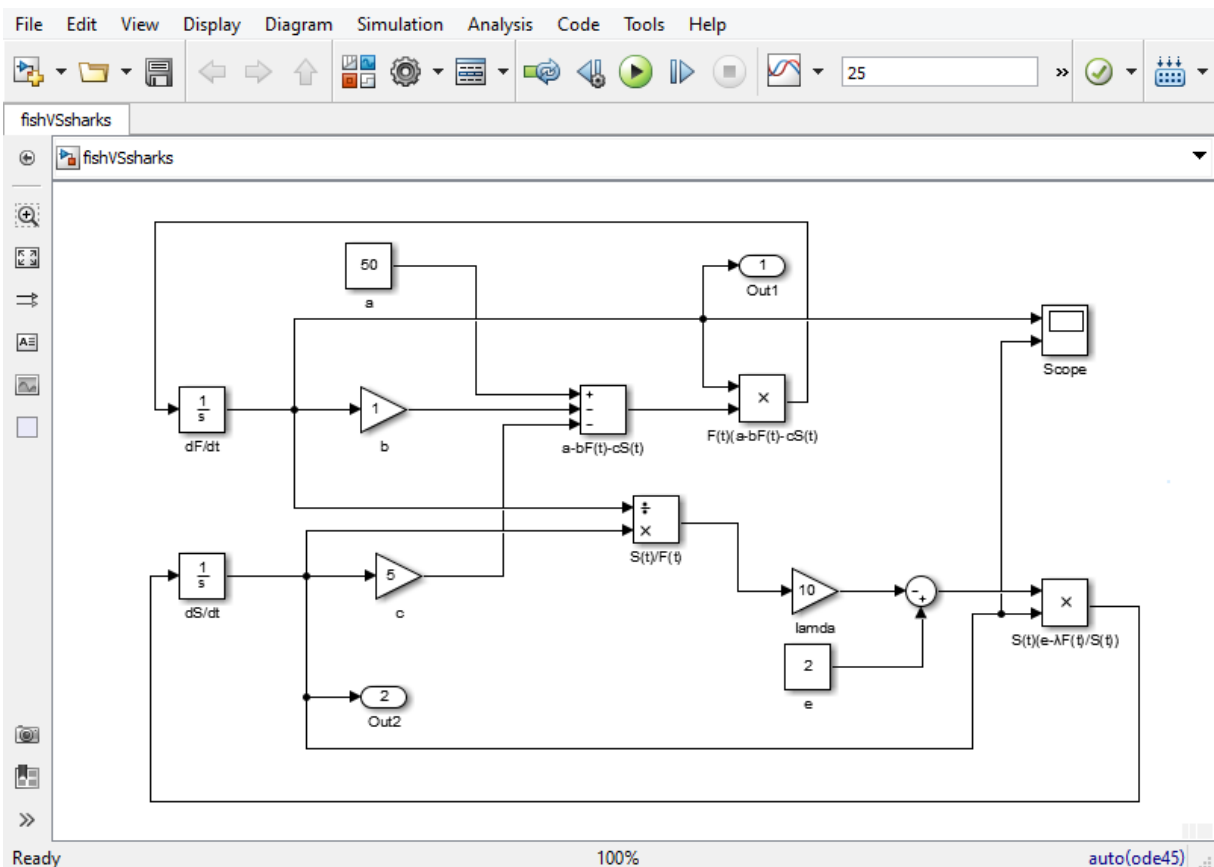 File Edit View Display Diagram Simulation Analysis Code Tools Help
25
»
fishVSsharks
fishVSsharks
50
a
1
Out1
Scope
1/s
dF/dt
1
b
+
−
−
a-bF(t)-cS(t)
×
F(t)(a-bF(t)-cS(t)
÷
×
S(t)/F(t)
1/s
dS/dt
5
c
10
lamda
-
+
×
S(t)(e-λF(t)/S(t))
2
e
2
Out2
»
Ready 100% auto(ode45)